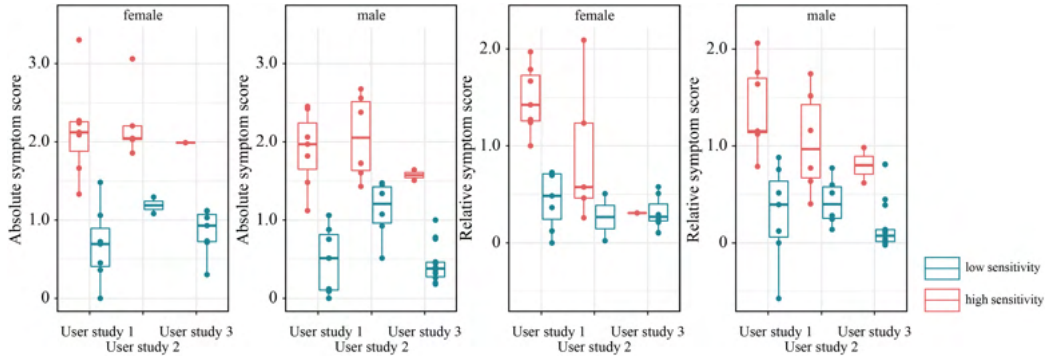 female
Absolute symptom score
3.0
2.0
1.0
0
User study 1
User study 2
User study 3
male
Absolute symptom score
3.0
2.0
1.0
0
User study 1
User study 2
User study 3
female
Relative symptom score
2.0
1.0
0
User study 1
User study 2
User study 3
male
Relative symptom score
2.0
1.0
0
User study 1
User study 2
User study 3
low sensitivity
high sensitivity